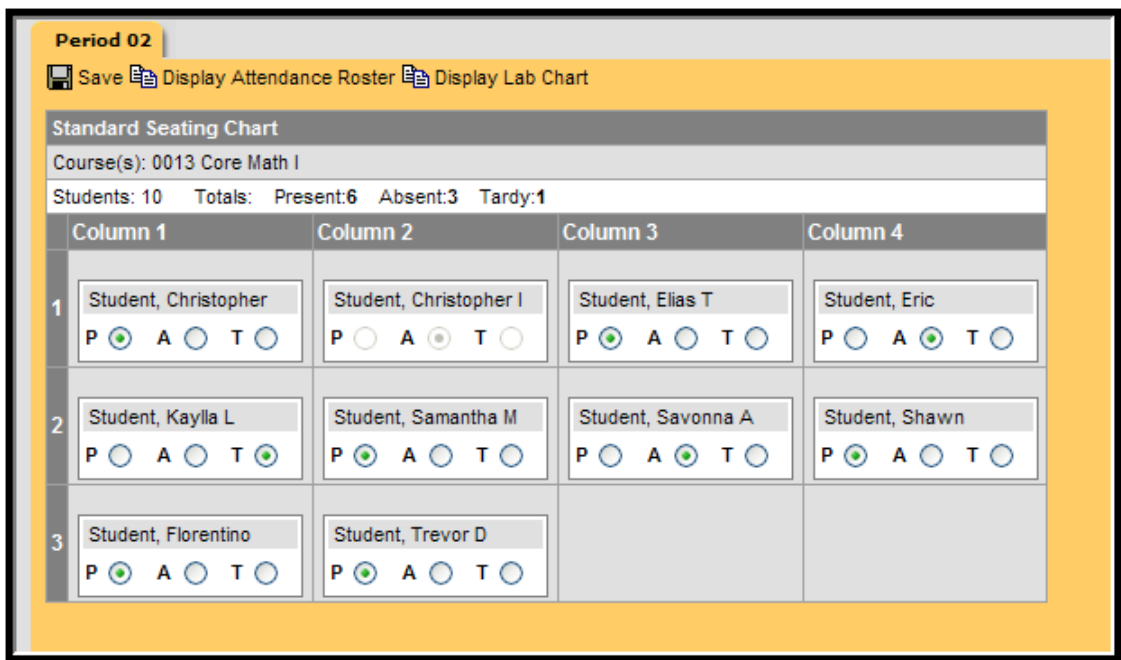 Period 02
Save Display Attendance Roster Display Lab Chart
Standard Seating Chart
Course(s): 0013 Core Math I
Students: 10 Totals: Present:6 Absent:3 Tardy:1
Column 1 Column 2 Column 3 Column 4
1 Student, Christopher Student, Christopher I Student, Elias T Student, Eric
P A T P A T P A T P A T
2 Student, Kaylla L Student, Samantha M Student, Savonna A Student, Shawn
P A T P A T P A T P A T
3 Student, Florentino Student, Trevor D
P A T P A T